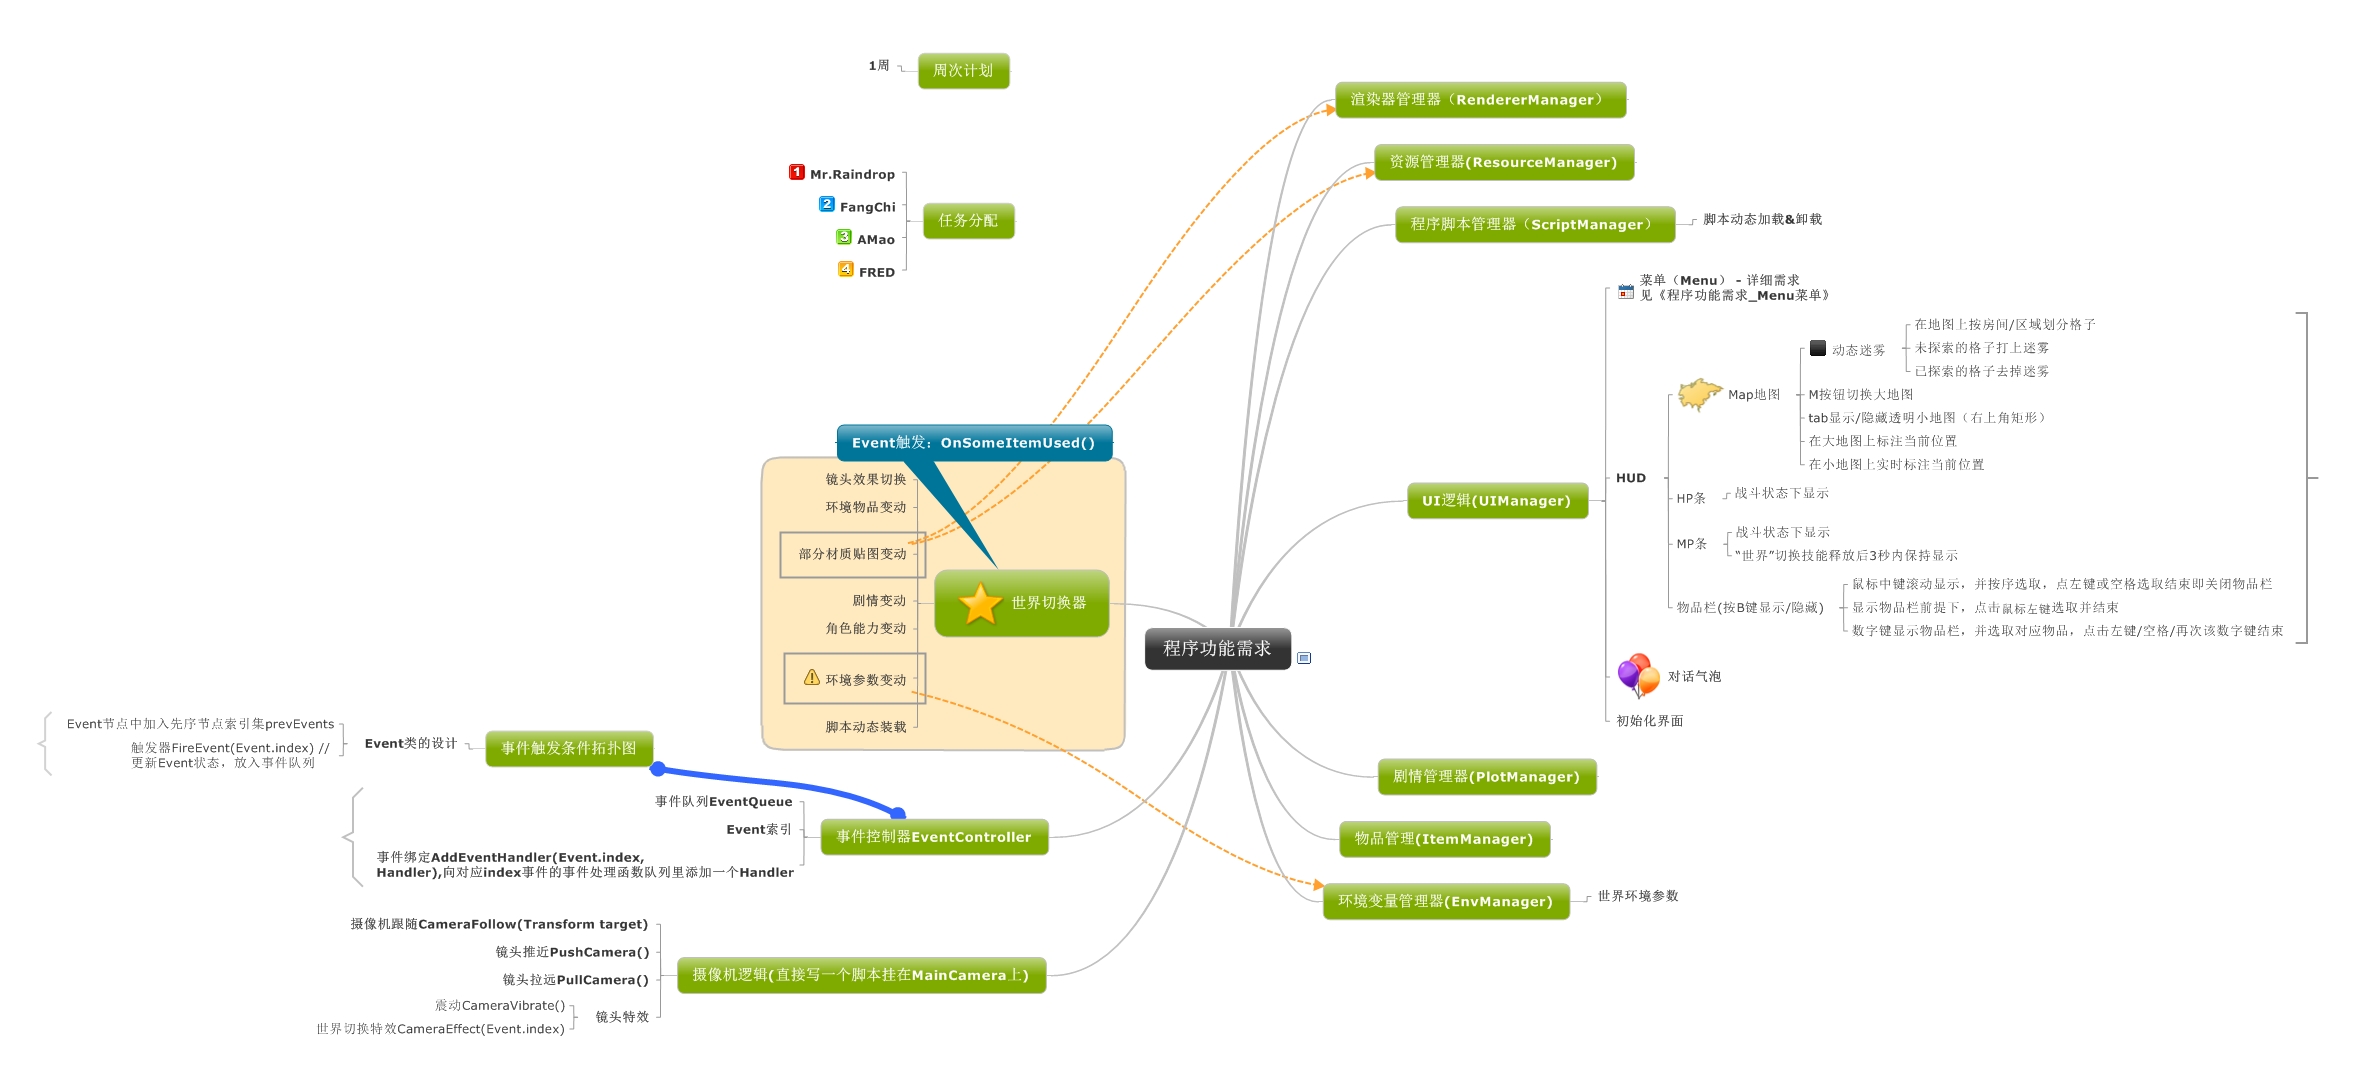 1周
周次计划
1 Mr.Raindrop
2 FangChi
3 AMao
4 FRED
任务分配
渲染器管理器（RendererManager）
资源管理器(ResourceManager)
程序脚本管理器（ScriptManager）
脚本动态加载&卸载
菜单（Menu） - 详细需求
见《程序功能需求_Menu菜单》
UI逻辑(UIManager)
HUD
Map地图
动态迷雾
在地图上按房间/区域划分格子
未探索的格子打上迷雾
已探索的格子去掉迷雾
M按钮切换大地图
tab显示/隐藏透明小地图（右上角矩形）
在大地图上标注当前位置
在小地图上实时标注当前位置
HP条
战斗状态下显示
MP条
战斗状态下显示
“世界”切换技能释放后3秒内保持显示
物品栏(按B键显示/隐藏)
鼠标中键滚动显示，并按序选取，点左键或空格选取结束即关闭物品栏
显示物品栏前提下，点击鼠标左键选取并结束
数字键显示物品栏，并选取对应物品，点击左键/空格/再次该数字键结束
对话气泡
初始化界面
Event触发：OnSomeItemUsed()
镜头效果切换
环境物品变动
部分材质贴图变动
剧情变动
角色能力变动
环境参数变动
脚本动态装载
世界切换器
程序功能需求
剧情管理器(PlotManager)
物品管理(ItemManager)
环境变量管理器(EnvManager)
世界环境参数
Event节点中加入先序节点索引集prevEvents
触发器FireEvent(Event.index) //
更新Event状态，放入事件队列
Event类的设计
事件触发条件拓扑图
事件队列EventQueue
Event索引
事件绑定AddEventHandler(Event.index,
Handler),向对应index事件的事件处理函数队列里添加一个Handler
事件控制器EventController
摄像机跟随CameraFollow(Transform target)
镜头推近PushCamera()
镜头拉远PullCamera()
震动CameraVibrate()
世界切换特效CameraEffect(Event.index)
镜头特效
摄像机逻辑(直接写一个脚本挂在MainCamera上)